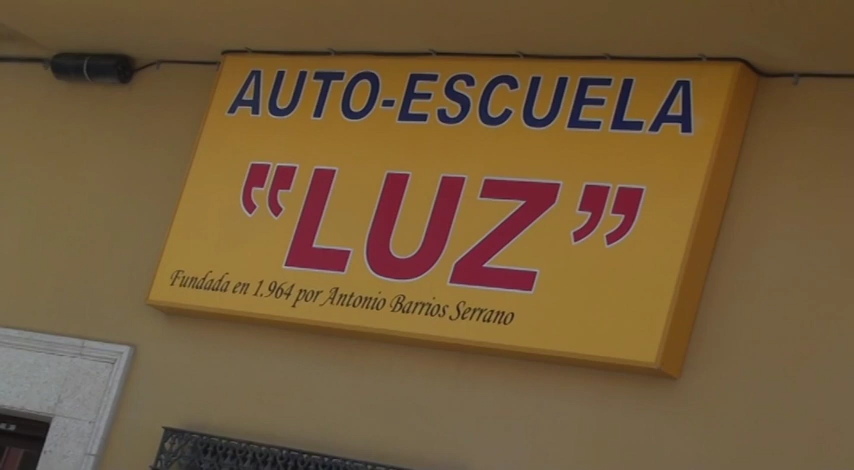 AUTO-ESCUELA
“LUZ”
Fundada en 1.964 por Antonio Barrios Serrano